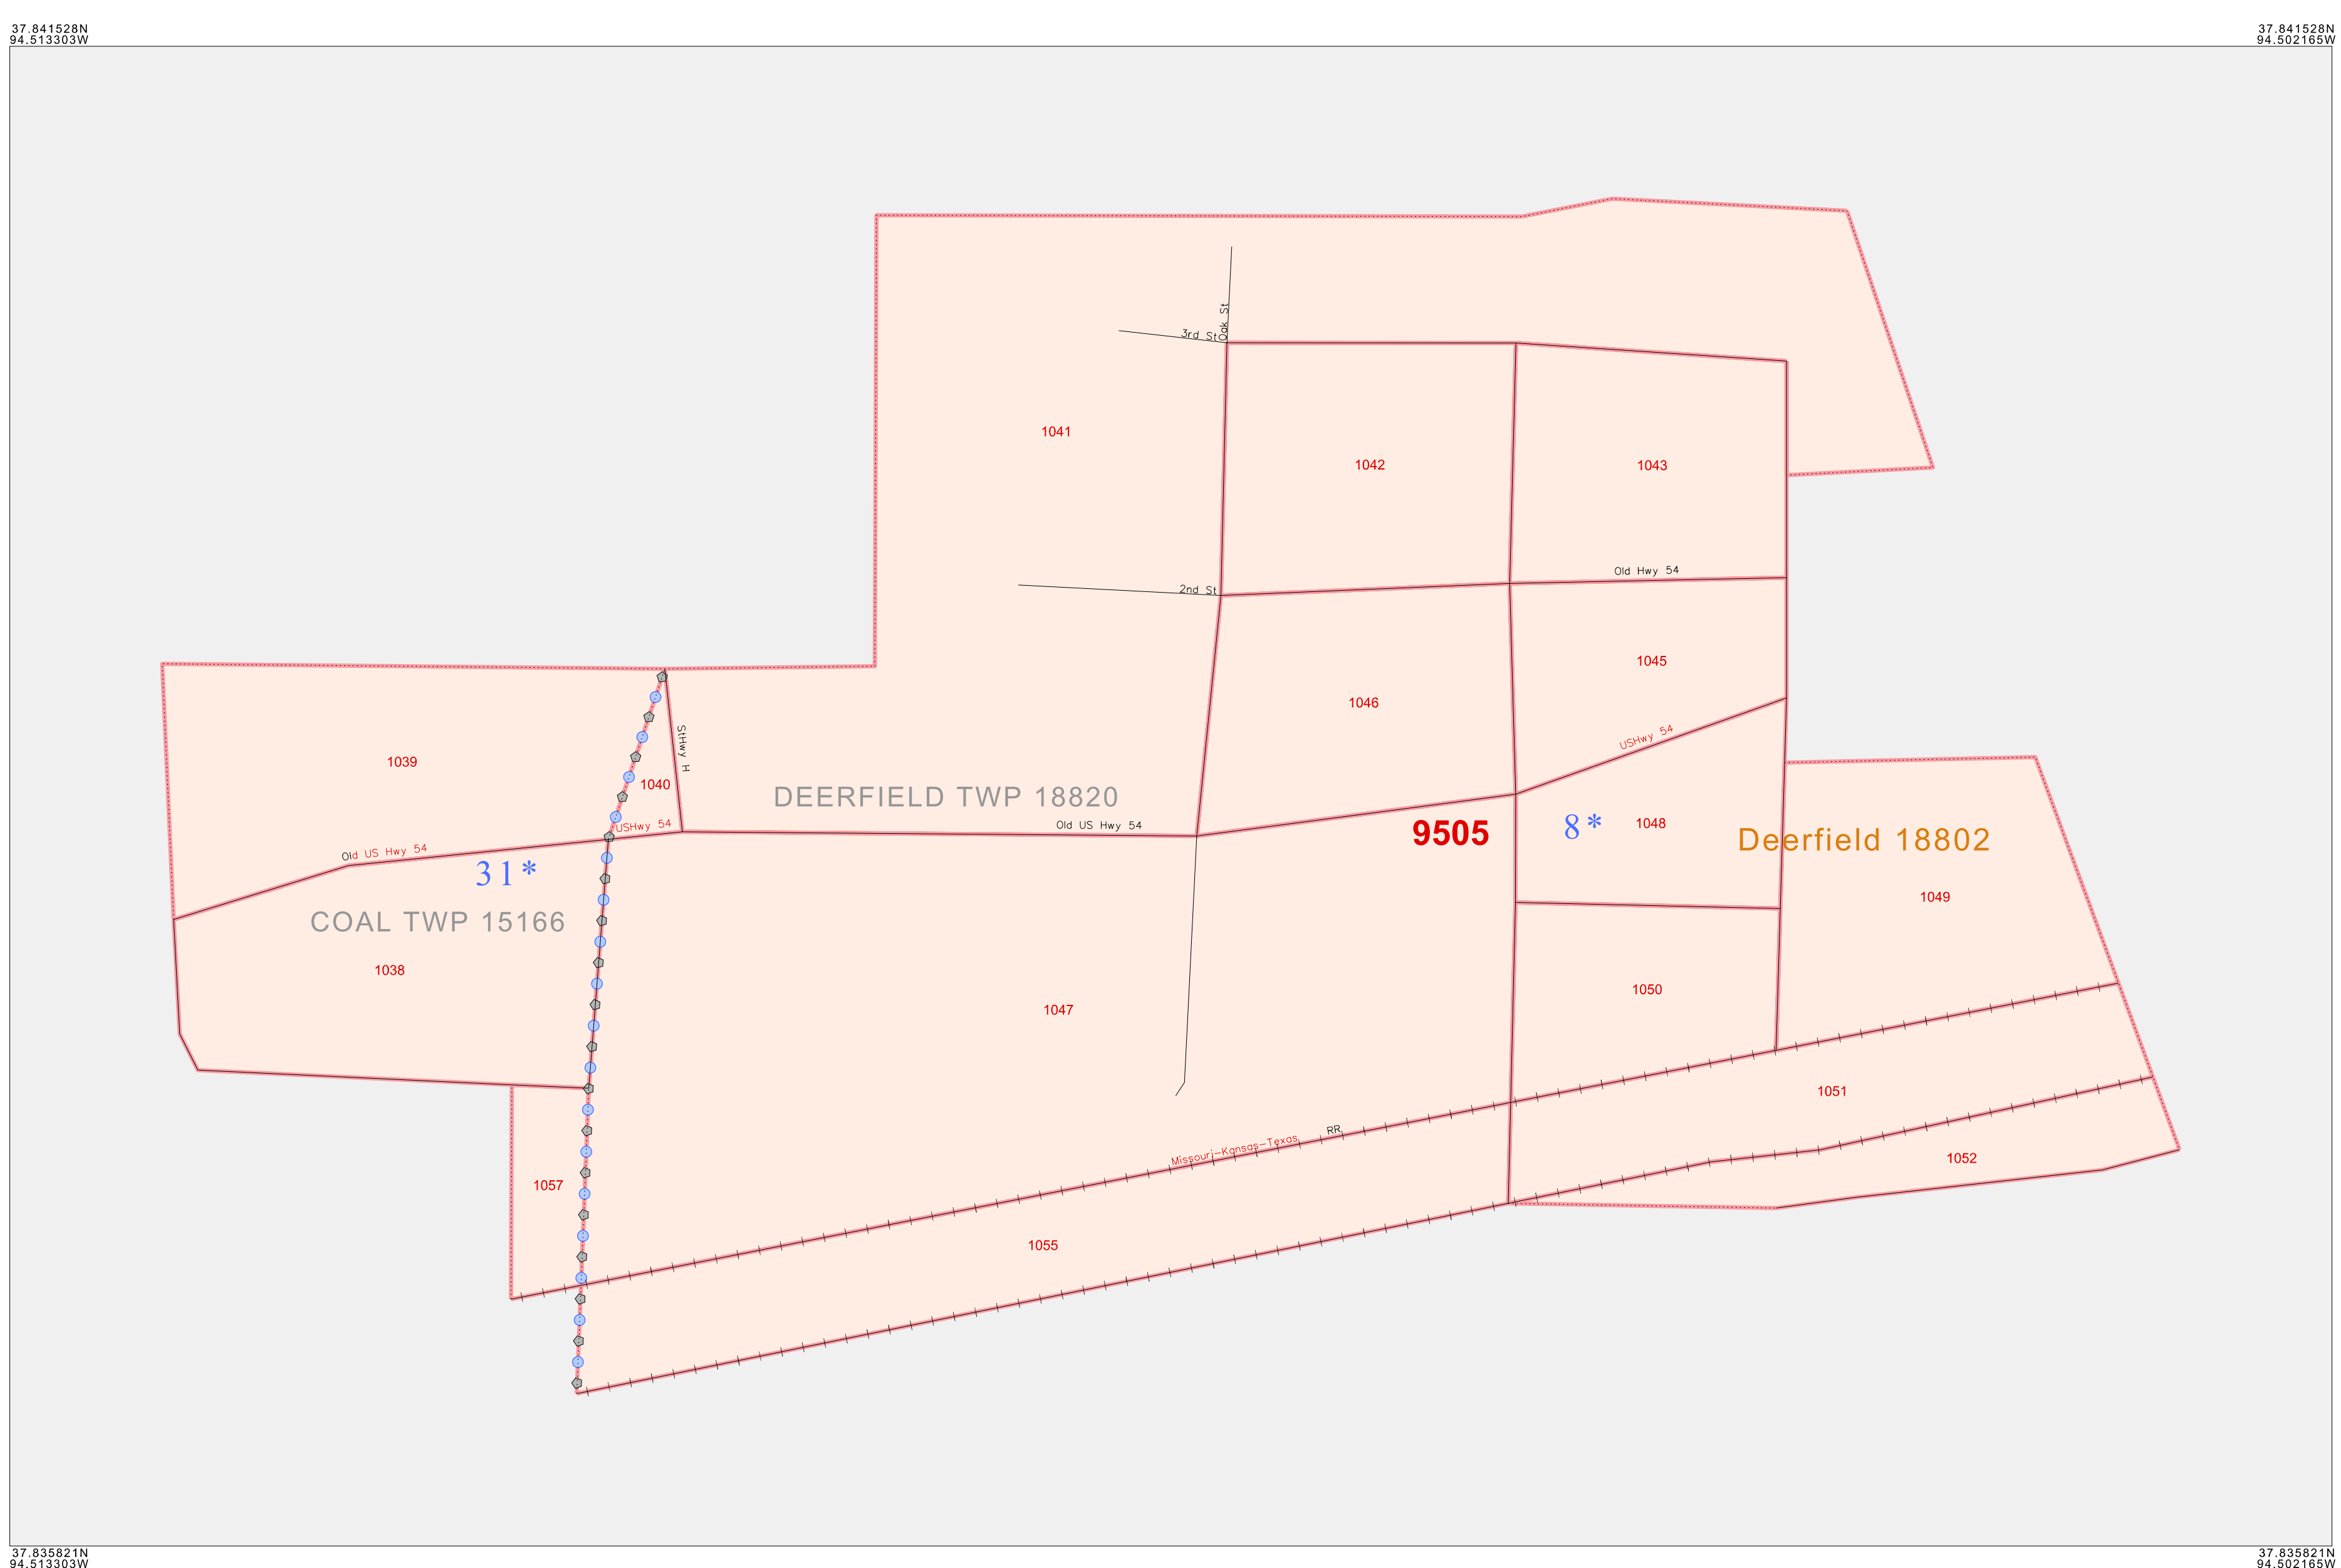 37.841528N
94.513303W
37.841528N
94.502165W
Oak St
3rd St
1041
1042
1043
Old Hwy 54
2nd St
1045
1046
USHwy 54
StHwy H
1039
1040
DEERFIELD TWP 18820
USHwy 54
Old US Hwy 54
9505
8*
1048
Deerfield 18802
Old US Hwy 54
31*
1049
COAL TWP 15166
1038
1050
1047
1051
RR
Missouri-Kansas-Texas
1052
1057
1055
37.835821N
94.513303W
37.835821N
94.502165W